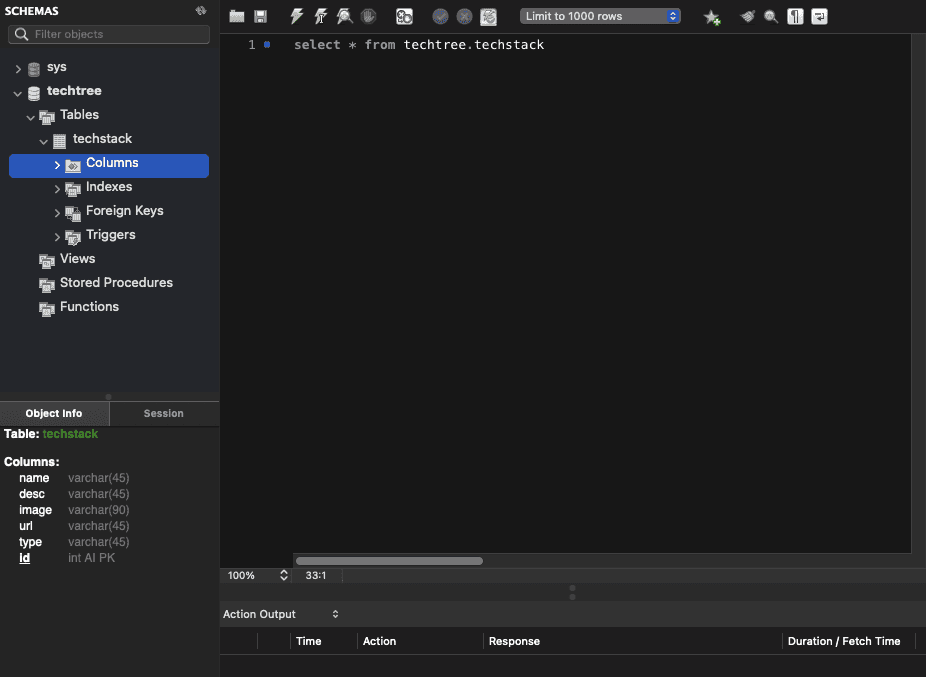 SCHEMAS
Filter objects
sys
techtree
Tables
techstack
Columns
Indexes
Foreign Keys
Triggers
Views
Stored Procedures
Functions
Object Info Session
Table: techstack
Columns:
name varchar(45)
desc varchar(45)
image varchar(90)
url varchar(45)
type varchar(45)
id int AI PK
Limit to 1000 rows
1 select * from techtree.techstack
100% 33:1
Action Output
Time Action Response Duration / Fetch Time